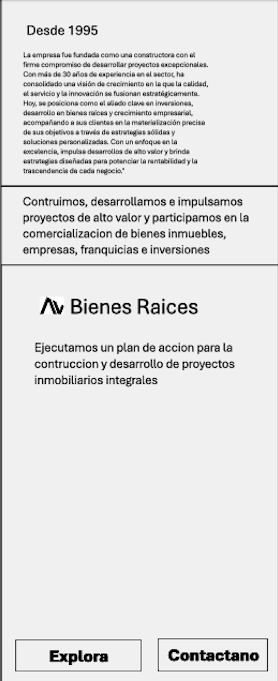 Desde 1995
La empresa fue fundada como una constructora con el
firme compromiso de desarrollar proyectos excepcionales.
Con más de 30 años de experiencia en el sector, ha
consolidado una visión de crecimiento en la que la calidad,
el servicio y la innovación se fusionan estratégicamente.
Hoy, se posiciona como el aliado clave en inversiones,
desarrollo en bienes raíces y crecimiento empresarial,
acompañando a sus clientes en la materialización precisa
de sus objetivos a través de estrategias sólidas y
soluciones personalizadas. Con un enfoque en la
excelencia, impulsa desarrollos de alto valor y brinda
estrategias diseñadas para potenciar la rentabilidad y la
trascendencia de cada negocio."
Contruimos, desarrollamos e impulsamos
proyectos de alto valor y participamos en la
comercializacion de bienes inmuebles,
empresas, franquicias e inversiones
Bienes Raices
Ejecutamos un plan de accion para la
contruccion y desarrollo de proyectos
inmobiliarios integrales
Explora
Contactano